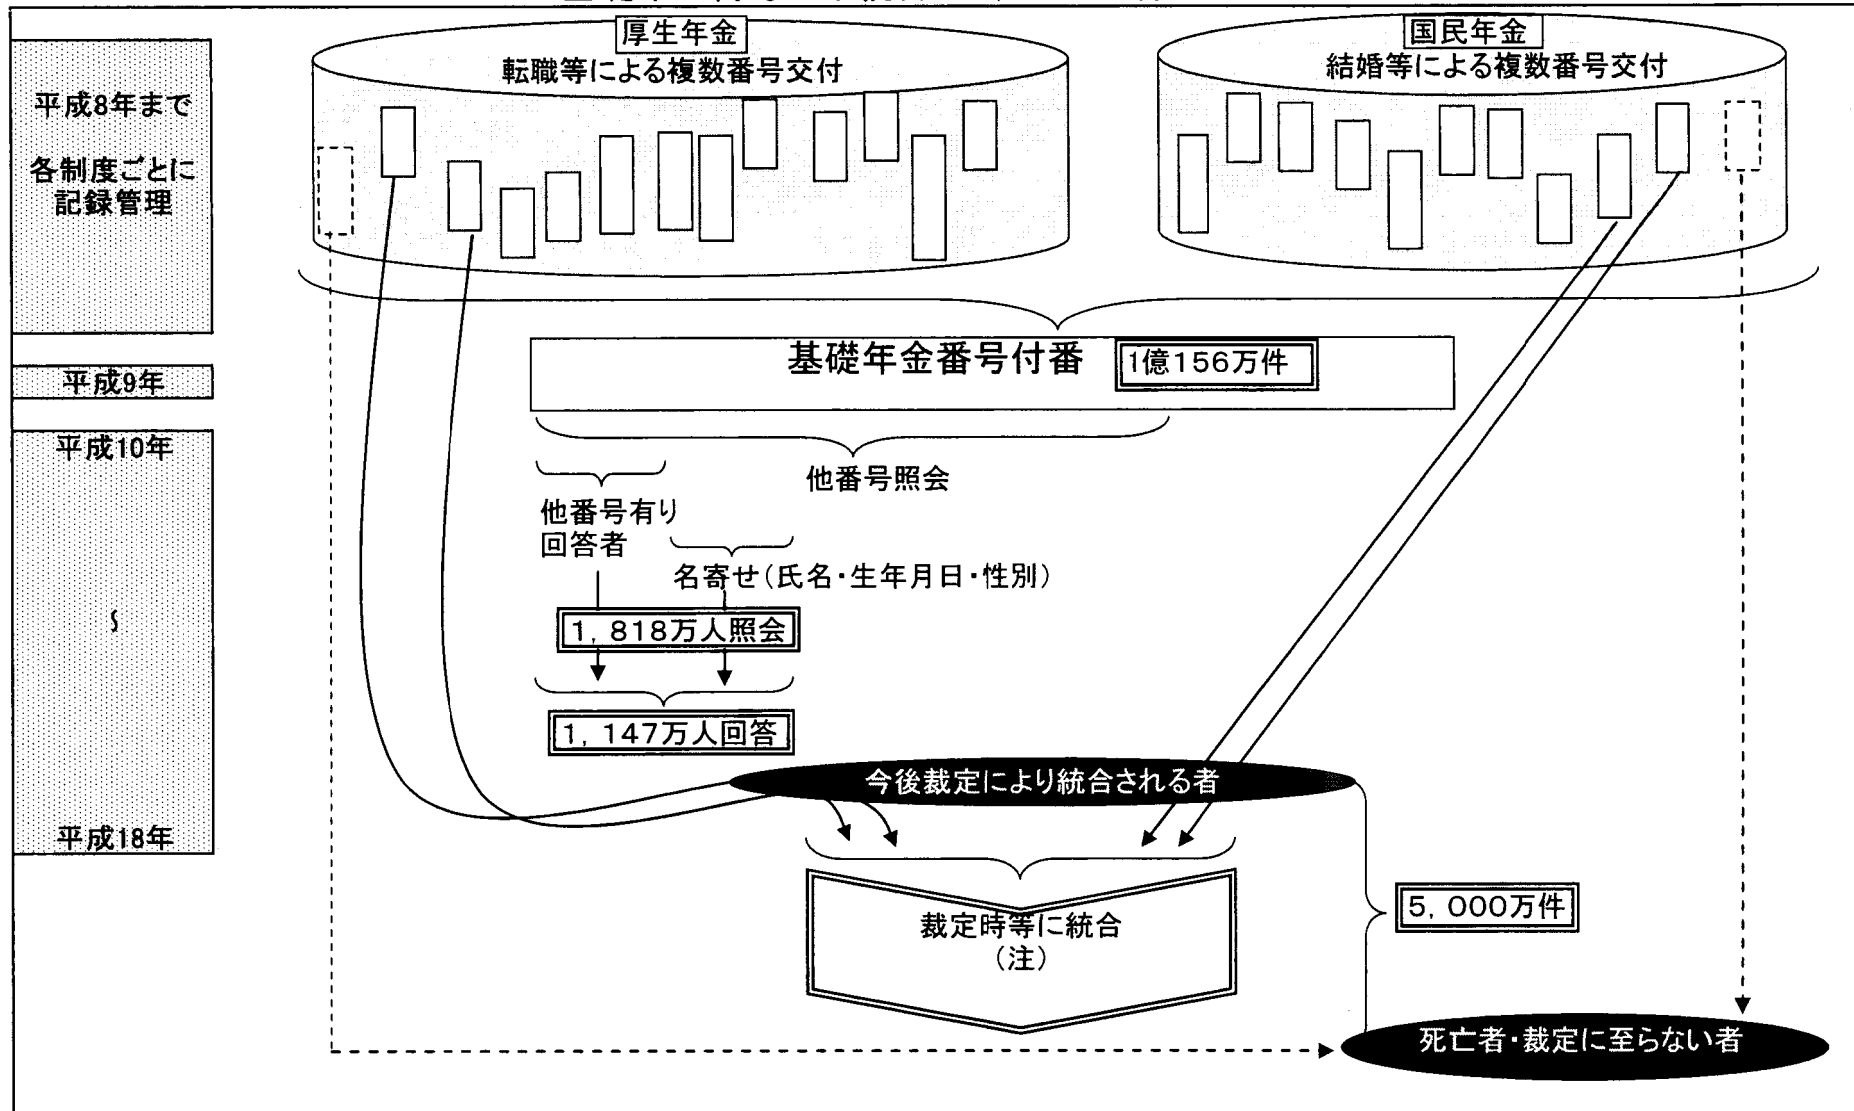 厚生年金
転職等による複数番号交付
国民年金
結婚等による複数番号交付
平成8年まで
各制度ごとに
記録管理
基礎年金番号付番
1億156万件
平成9年
平成10年
～
平成18年
他番号照会
他番号有り
回答者
名寄せ(氏名・生年月日・性別)
1,818万人照会
1,147万人回答
今後裁定により統合される者
裁定時等に統合
(注)
5,000万件
死亡者・裁定に至らない者